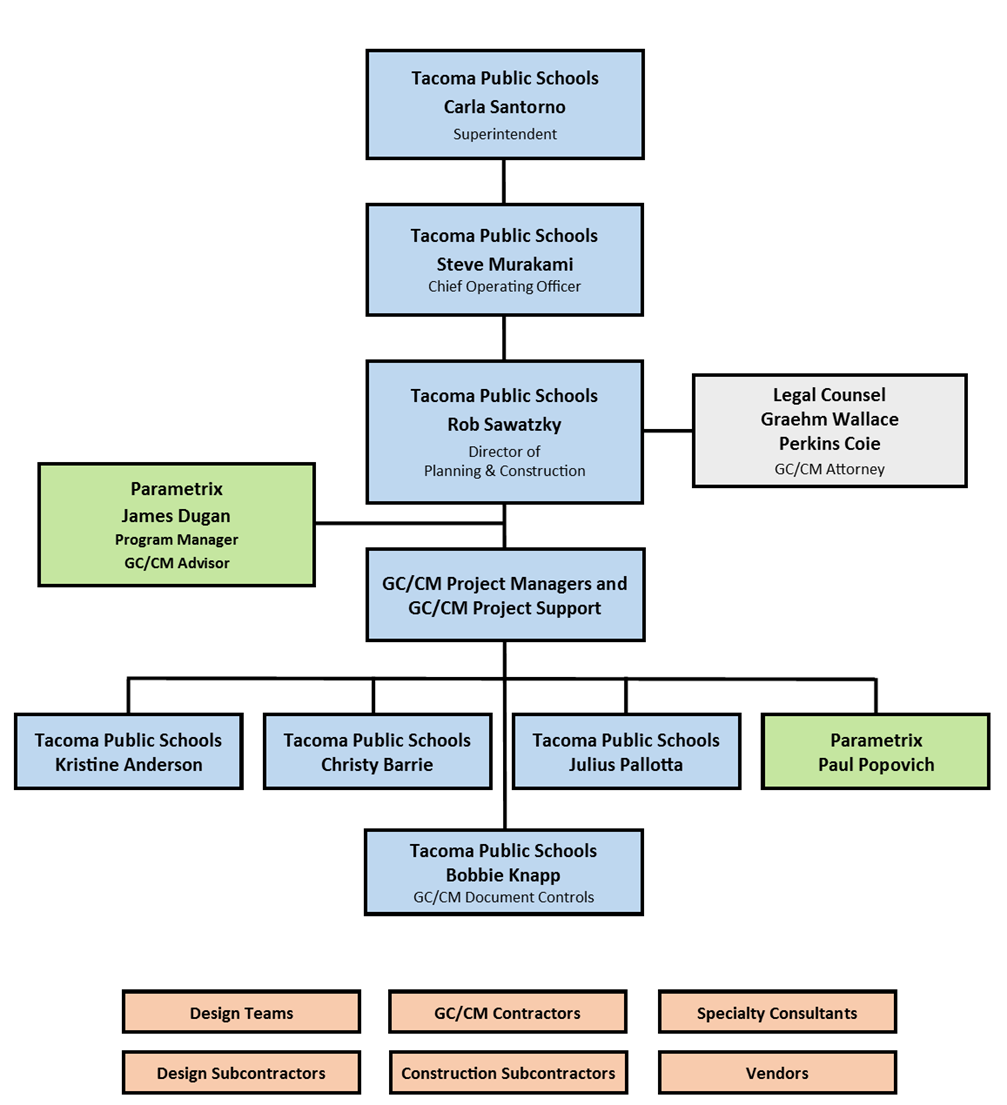 Tacoma Public Schools
Carla Santorno
Superintendent
Tacoma Public Schools
Steve Murakami
Chief Operating Officer
Tacoma Public Schools
Rob Sawatzky
Director of
Planning & Construction
Legal Counsel
Graehm Wallace
Perkins Coie
GC/CM Attorney
Parametrix
James Dugan
Program Manager
GC/CM Advisor
GC/CM Project Managers and
GC/CM Project Support
Tacoma Public Schools
Kristine Anderson
Tacoma Public Schools
Christy Barrie
Tacoma Public Schools
Julius Pallotta
Parametrix
Paul Popovich
Tacoma Public Schools
Bobbie Knapp
GC/CM Document Controls
Design Teams
GC/CM Contractors
Specialty Consultants
Design Subcontractors
Construction Subcontractors
Vendors